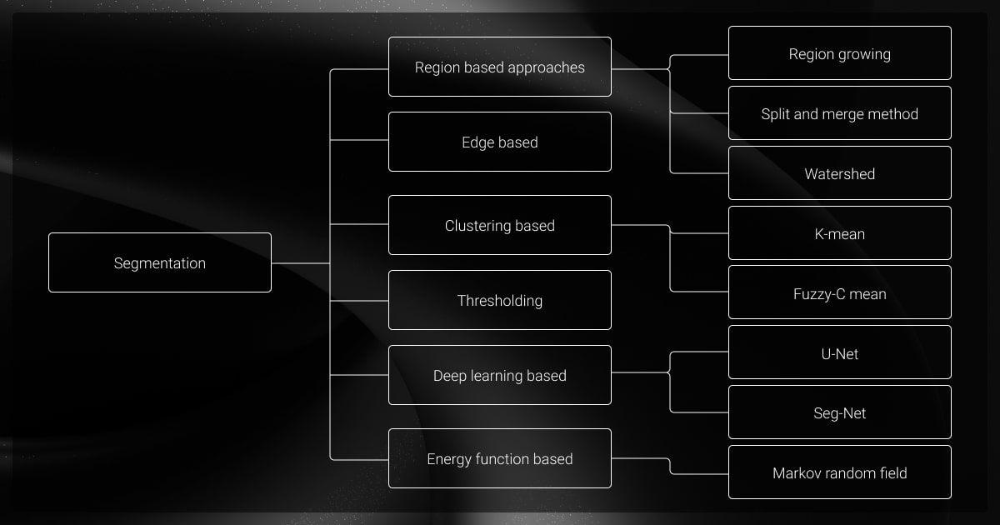 Segmentation
Region based approaches
Edge based
Clustering based
Thresholding
Deep learning based
Energy function based
Region growing
Split and merge method
Watershed
K-mean
Fuzzy-C mean
U-Net
Seg-Net
Markov random field